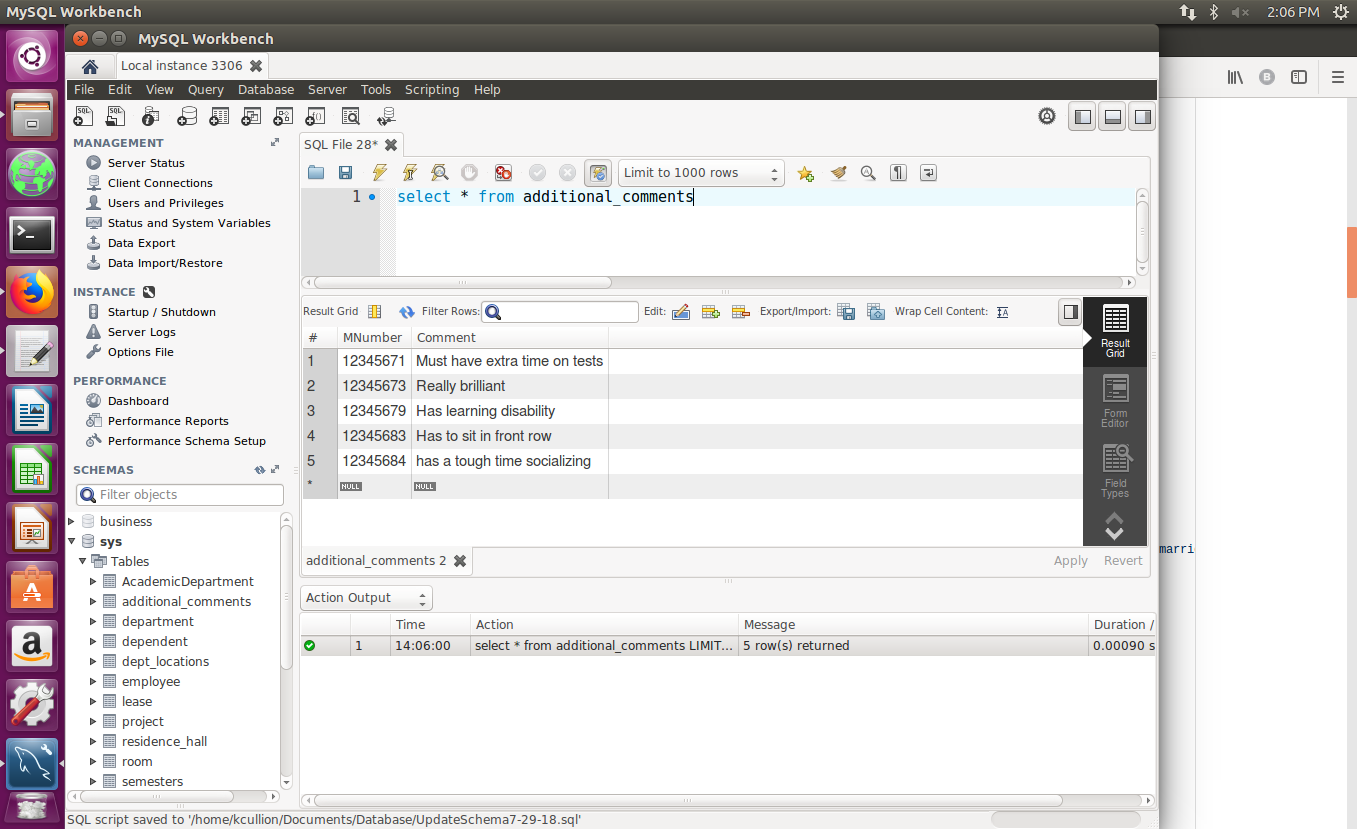 MySQL Workbench
2:06 PM
MySQL Workbench
Local instance 3306
File Edit View Query Database Server Tools Scripting Help
MANAGEMENT
Server Status
Client Connections
Users and Privileges
Status and System Variables
Data Export
Data Import/Restore
INSTANCE
Startup / Shutdown
Server Logs
Options File
PERFORMANCE
Dashboard
Performance Reports
Performance Schema Setup
SCHEMAS
Filter objects
business
sys
Tables
AcademicDepartment
additional_comments
department
dependent
dept_locations
employee
lease
project
residence_hall
room
semesters
SQL File 28*
Limit to 1000 rows
1 select * from additional_comments
Result Grid Filter Rows: Edit: Export/Import: Wrap Cell Content:
# MNumber Comment
1 12345671 Must have extra time on tests
2 12345673 Really brilliant
3 12345679 Has learning disability
4 12345683 Has to sit in front row
5 12345684 has a tough time socializing
* NULL NULL
Result
Grid
Form
Editor
Field
Types
additional_comments 2
Apply Revert
Action Output
Time Action Message Duration /
1 14:06:00 select * from additional_comments LIMIT... 5 row(s) returned 0.00090 s
SQL script saved to '/home/kcullion/Documents/Database/UpdateSchema7-29-18.sql'
B
marri